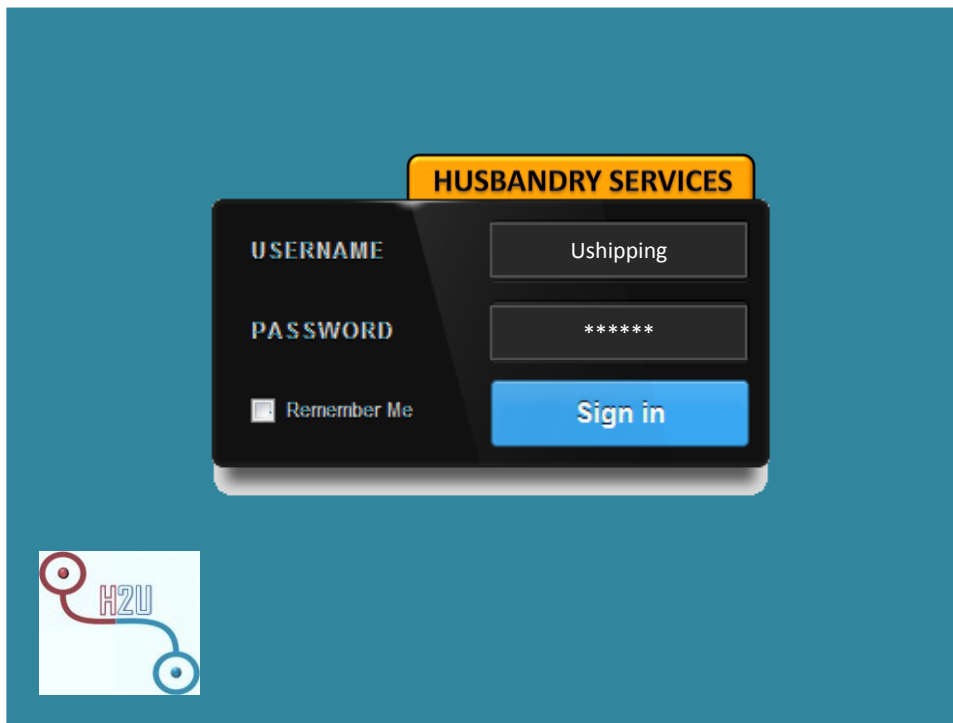 HUSBANDRY SERVICES
USERNAME
Ushipping
PASSWORD
******
Remember Me
Sign in
H2U